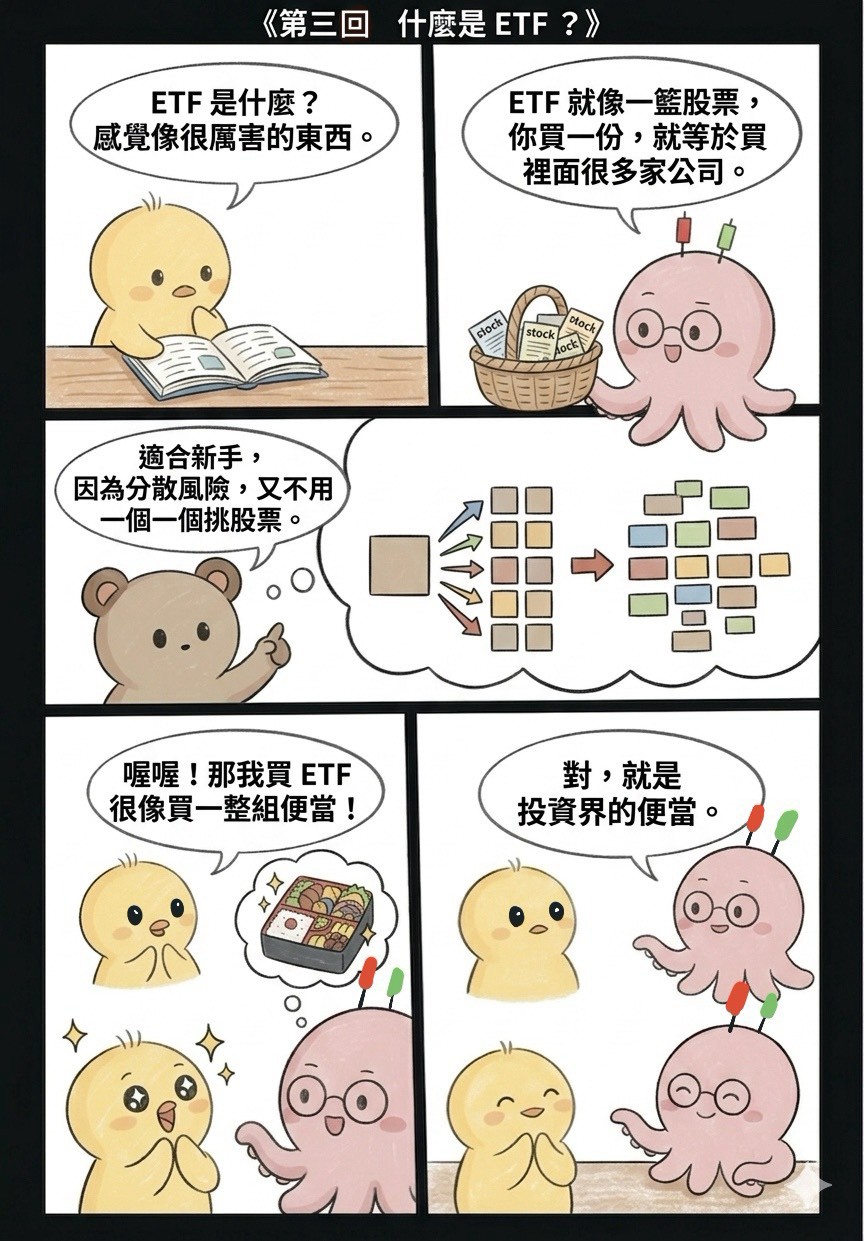 《第三回 什麼是 ETF ？》
ETF 是什麼？
感覺像很厲害的東西。
ETF 就像一籃股票，
你買一份，就等於買
裡面很多家公司。
stock
stock
stock
適合新手，
因為分散風險，又不用
一個一個挑股票。
喔喔！那我買 ETF
很像買一整組便當！
對，就是
投資界的便當。